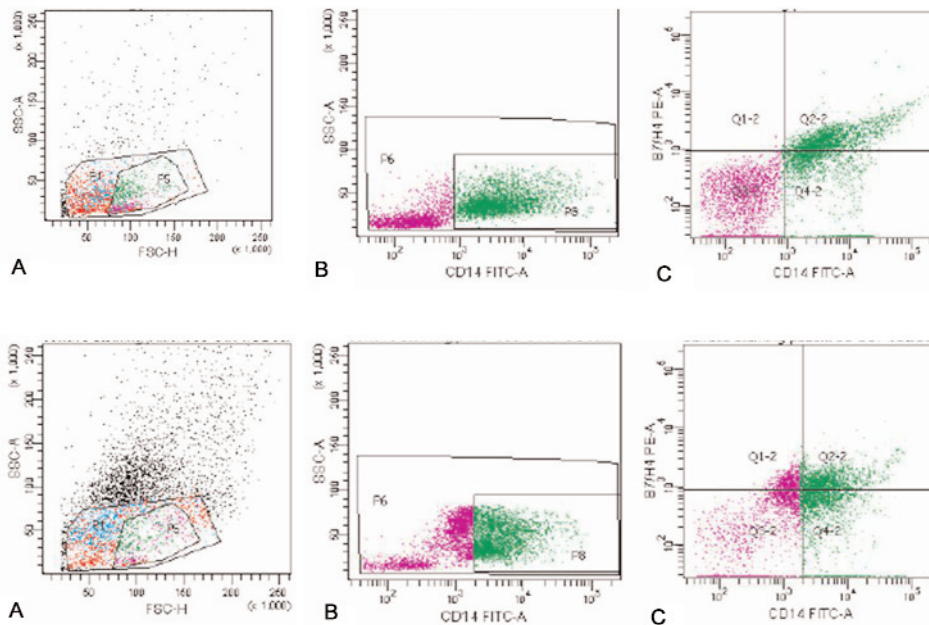 (x 1,000)
250
200
150
100
50
SSC-A
P5
50 100 150 200 250
FSC-H
(x 1,000)
A
(x 1,000)
250
200
150
100
50
SSC-A
P6
P8
10² 10³ 10⁴ 10⁵
CD14 FITC-A
B
B7/H4 PE-A
10⁶
10⁵
10⁴
10³
10²
Q1-2 Q2-2
Q4-2
10² 10³ 10⁴ 10⁵
CD14 FITC-A
C
(x 1,000)
250
200
150
100
50
SSC-A
50 100 150 200 250
FSC-H
(x 1,000)
A
(x 1,000)
250
200
150
100
50
SSC-A
P6
P8
10² 10³ 10⁴ 10⁵
CD14 FITC-A
B
B7/H4 PE-A
10⁶
10⁵
10⁴
10³
10²
Q1-2 Q2-2
Q3-2 Q4-2
10² 10³ 10⁴ 10⁵
CD14 FITC-A
C